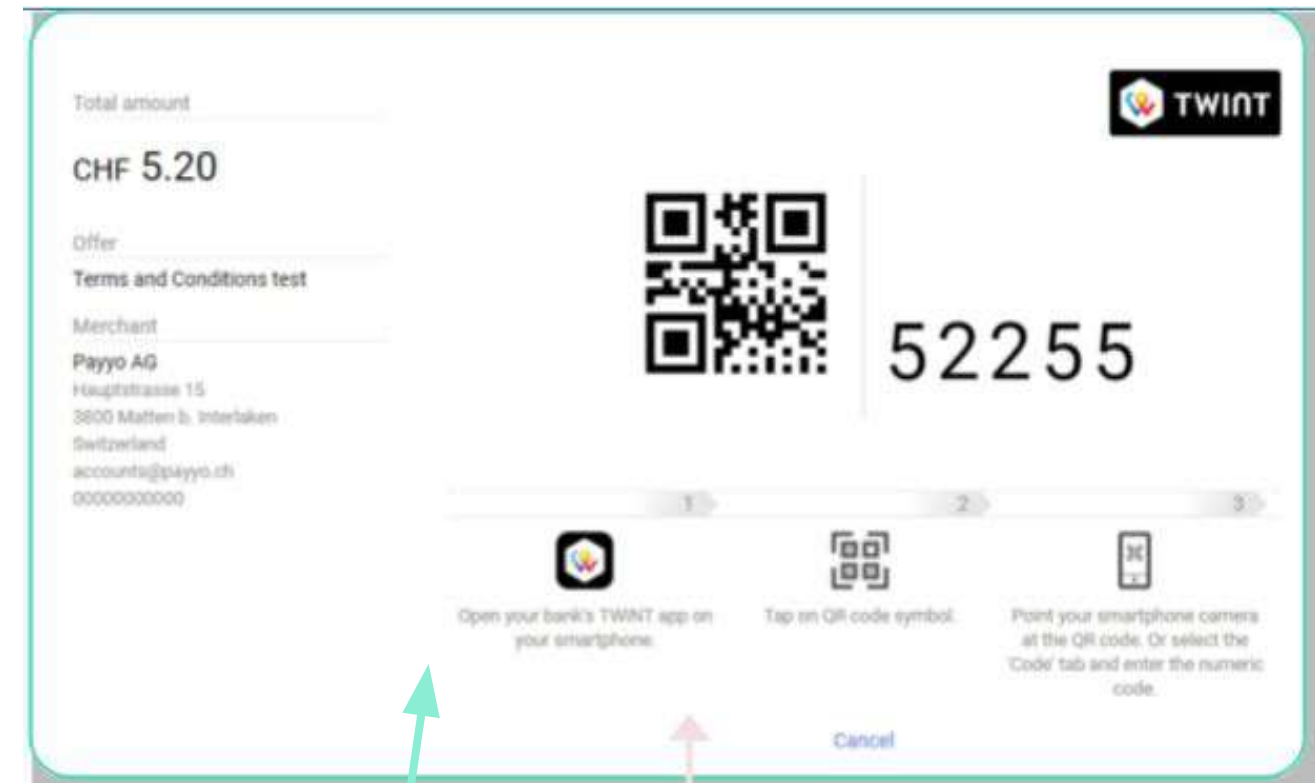 Total amount
CHF 5.20
Offer
Terms and Conditions test
Merchant
Payyo AG
Hauptstrasse 15
3800 Matten b. Interlaken
Switzerland
accounts@payyo.ch
00000000000
TWINT
52255
1
Open your bank's TWINT app on
your smartphone.
2
Tap on QR code symbol.
3
Point your smartphone camera
at the QR code. Or select the
'Code' tab and enter the numeric
code.
Cancel